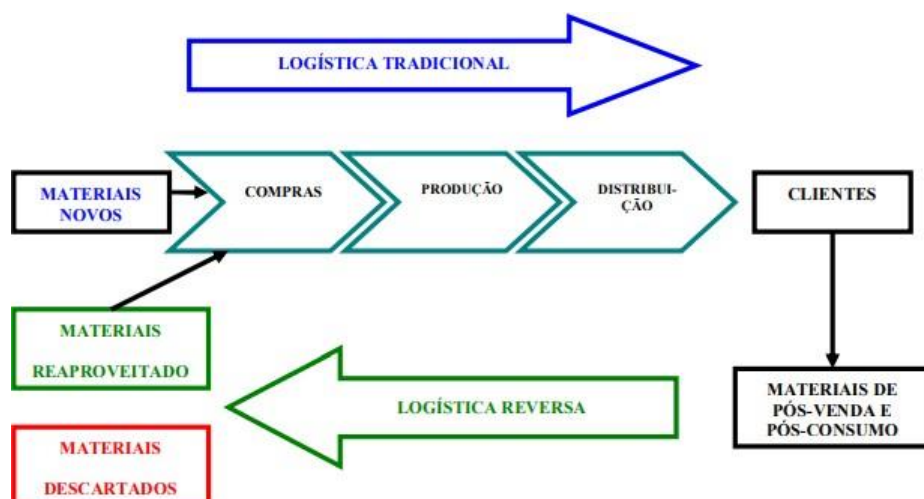 LOGÍSTICA TRADICIONAL
MATERIAIS
NOVOS
COMPRAS
PRODUÇÃO
DISTRIBUI-
ÇÃO
CLIENTES
MATERIAIS
REAPROVEITADO
LOGÍSTICA REVERSA
MATERIAIS DE
PÓS-VENDA E
PÓS-CONSUMO
MATERIAIS
DESCARTADOS